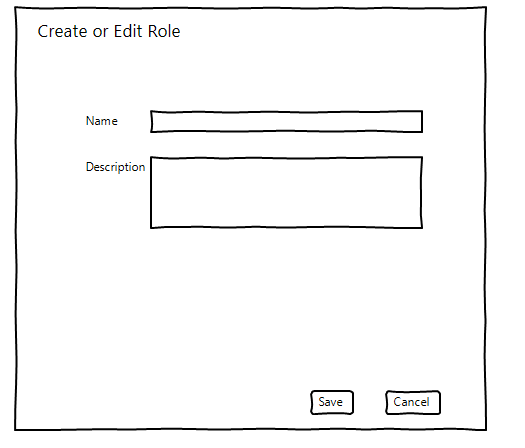 Create or Edit Role
Name
Description
Save
Cancel